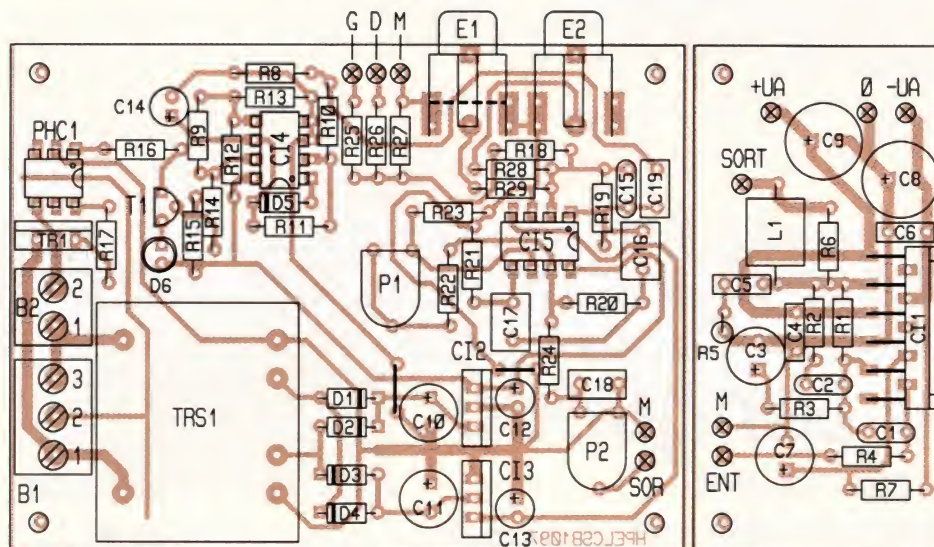 G D M E1 E2
R8
C14
R13
PHC1
R16
R9
R12
CI4
R10
R25
R26
R27
R18
R28
R29
T1
R15
R14
D5
R11
R23
R19
C15
C19
TR1
R17
D6
P1
R22
R21
CI5
C16
B2
2
1
C17
R20
CI2
R24
3
2
1
B1
TRS1
D1
D2
D3
D4
C10
C12
C18
M
C11
CI3
P2
SOR
C13
+UA Ø -UA
C9
SORT
C8
L1
R6
C6
C5
R5
C4
R2
R1
CI1
C3
C2
M
R3
C1
C7
R4
ENT
R7